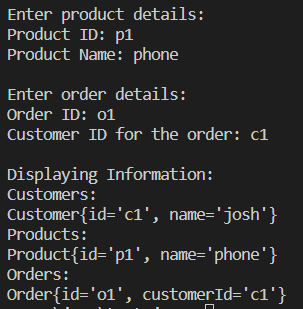 Enter product details:
Product ID: p1
Product Name: phone
Enter order details:
Order ID: o1
Customer ID for the order: c1
Displaying Information:
Customers:
Customer{id='c1', name='josh'}
Products:
Product{id='p1', name='phone'}
Orders:
Order{id='o1', customerId='c1'}